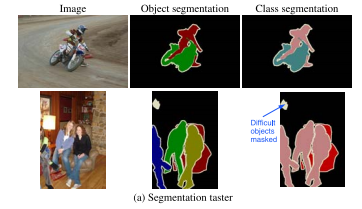 Image Object segmentation Class segmentation
Difficult
objects
masked
(a) Segmentation taster